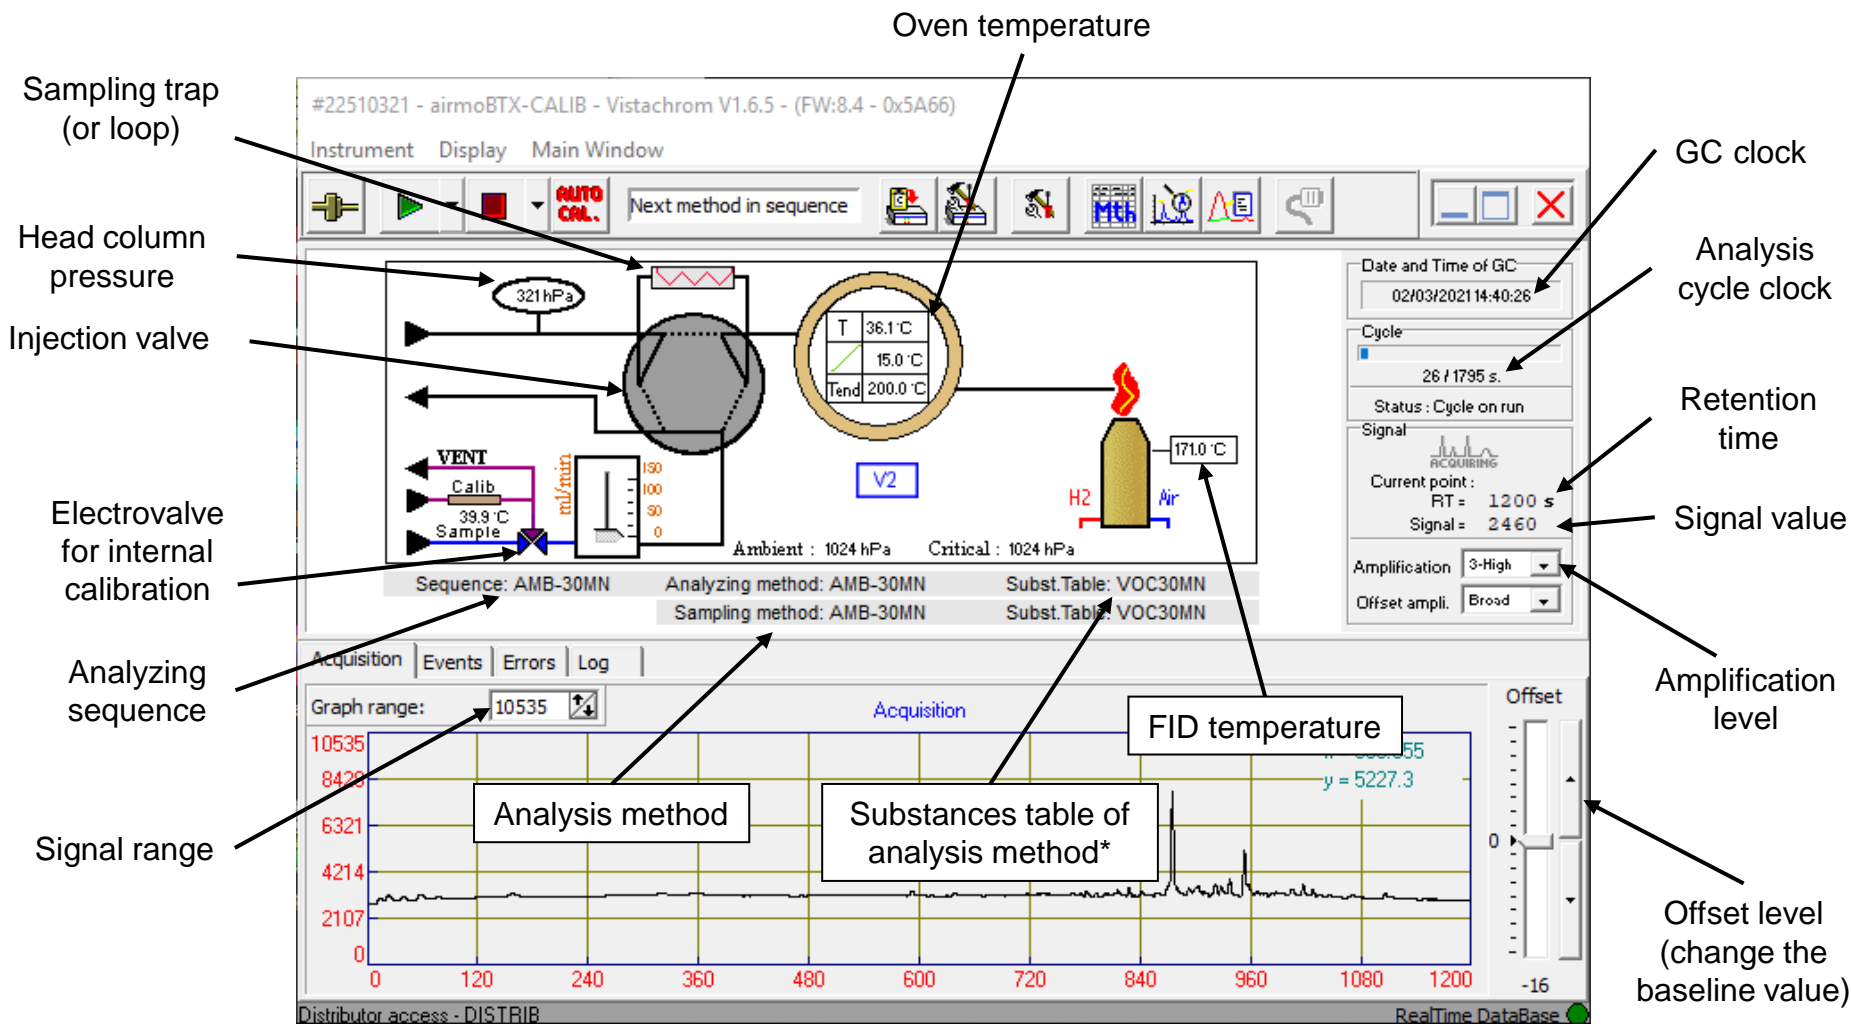 Oven temperature
Sampling trap
(or loop)
#22510321 - airmoBTX-CALIB - Vistachrom V1.6.5 - (FW:8.4 - 0x5A66)
Instrument Display Main Window
GC clock
AUTO
CAL.
Next method in sequence
Mth
Head column
pressure
Analysis
cycle clock
Date and Time of GC
02/03/2021 14:40:26
321 hPa
Injection valve
T 36.1 °C
15.0 °C
Tend 200.0 °C
Cycle
26 / 1795 s.
Status : Cycle on run
Retention
time
Signal
ACQUIRING
Current point :
RT = 1200 s
Signal = 2460
Signal value
171.0 °C
VENT
Calib
39.9 °C
Sample
ml/min
150
100
50
0
V2
H2
Air
Electrovalve
for internal
calibration
Ambient : 1024 hPa Critical : 1024 hPa
Amplification 3-High
Offset ampli. Broad
Sequence: AMB-30MN Analyzing method: AMB-30MN Subst.Table: VOC30MN
Sampling method: AMB-30MN Subst.Table: VOC30MN
Analyzing
sequence
Acquisition Events Errors Log
Amplification
level
Graph range: 10535
Acquisition
Offset
FID temperature
10535
8429
6321
4214
2107
0
y = 5227.3
Analysis method
Substances table of
analysis method*
Signal range
0
Offset level
(change the
baseline value)
0 120 240 360 480 600 720 840 960 1080 1200
-16
Distributor access - DISTRIB
RealTime DataBase